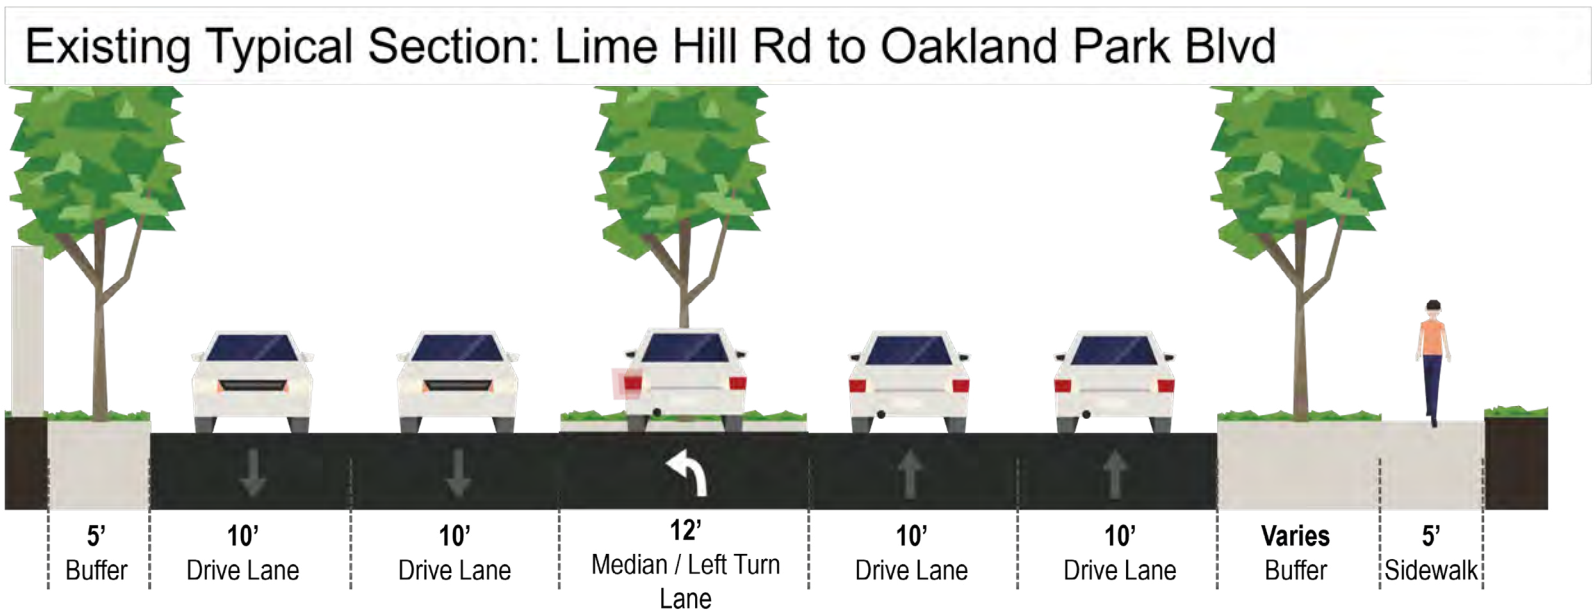 Existing Typical Section: Lime Hill Rd to Oakland Park Blvd
5’
Buffer
10’
Drive Lane
10’
Drive Lane
12’
Median / Left Turn
Lane
10’
Drive Lane
10’
Drive Lane
Varies
Buffer
5’
Sidewalk